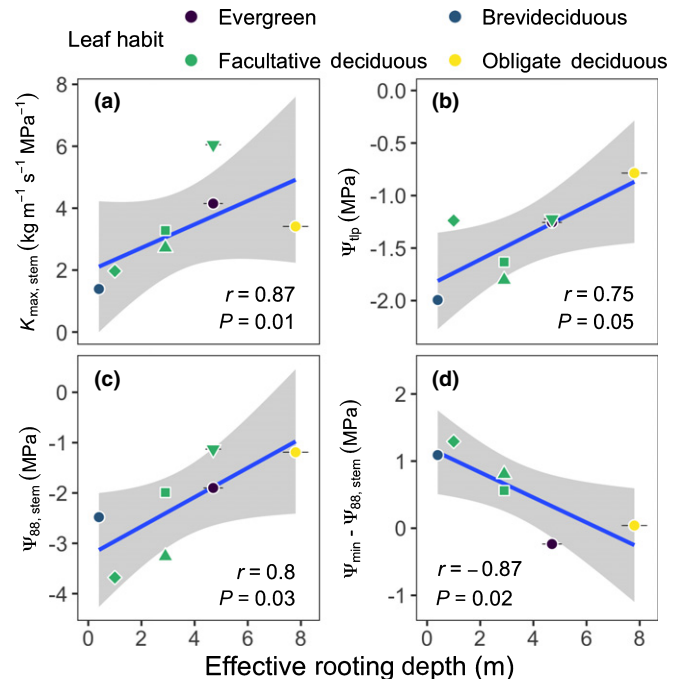 Leaf habit
Evergreen
Brevideciduous
Facultative deciduous
Obligate deciduous
(a)
K max, stem (kg m⁻¹ s⁻¹ MPa⁻¹)
8
6
4
2
0
r = 0.87
P = 0.01
(b)
Ψtlp (MPa)
0.0
-0.5
-1.0
-1.5
-2.0
r = 0.75
P = 0.05
(c)
Ψ88, stem (MPa)
0
-1
-2
-3
-4
r = 0.8
P = 0.03
0 2 4 6 8
(d)
Ψmin - Ψ88, stem (MPa)
2
1
0
-1
r = −0.87
P = 0.02
0 2 4 6 8
Effective rooting depth (m)